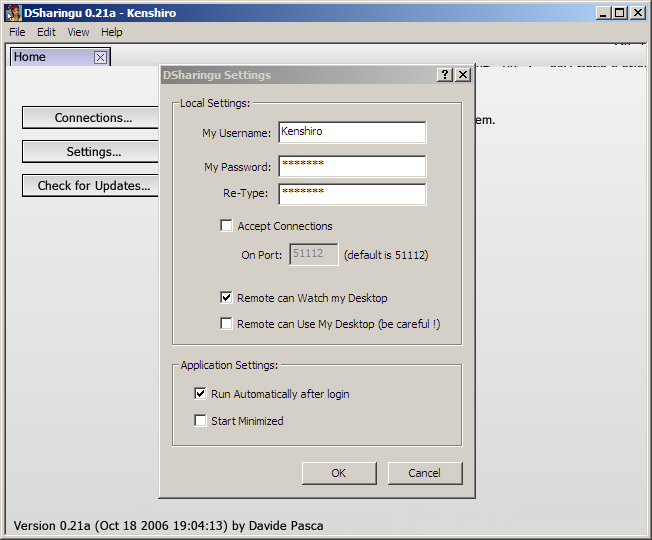 DSharingu 0.21a - Kenshiro
File Edit View Help
Home
DSharingu Settings
Local Settings:
Connections...
em.
My Username: Kenshiro
Settings...
My Password: *******
Check for Updates...
Re-Type: *******
Accept Connections
On Port: 51112 (default is 51112)
Remote can Watch my Desktop
Remote can Use My Desktop (be careful !)
Application Settings:
Run Automatically after login
Start Minimized
OK Cancel
Version 0.21a (Oct 18 2006 19:04:13) by Davide Pasca